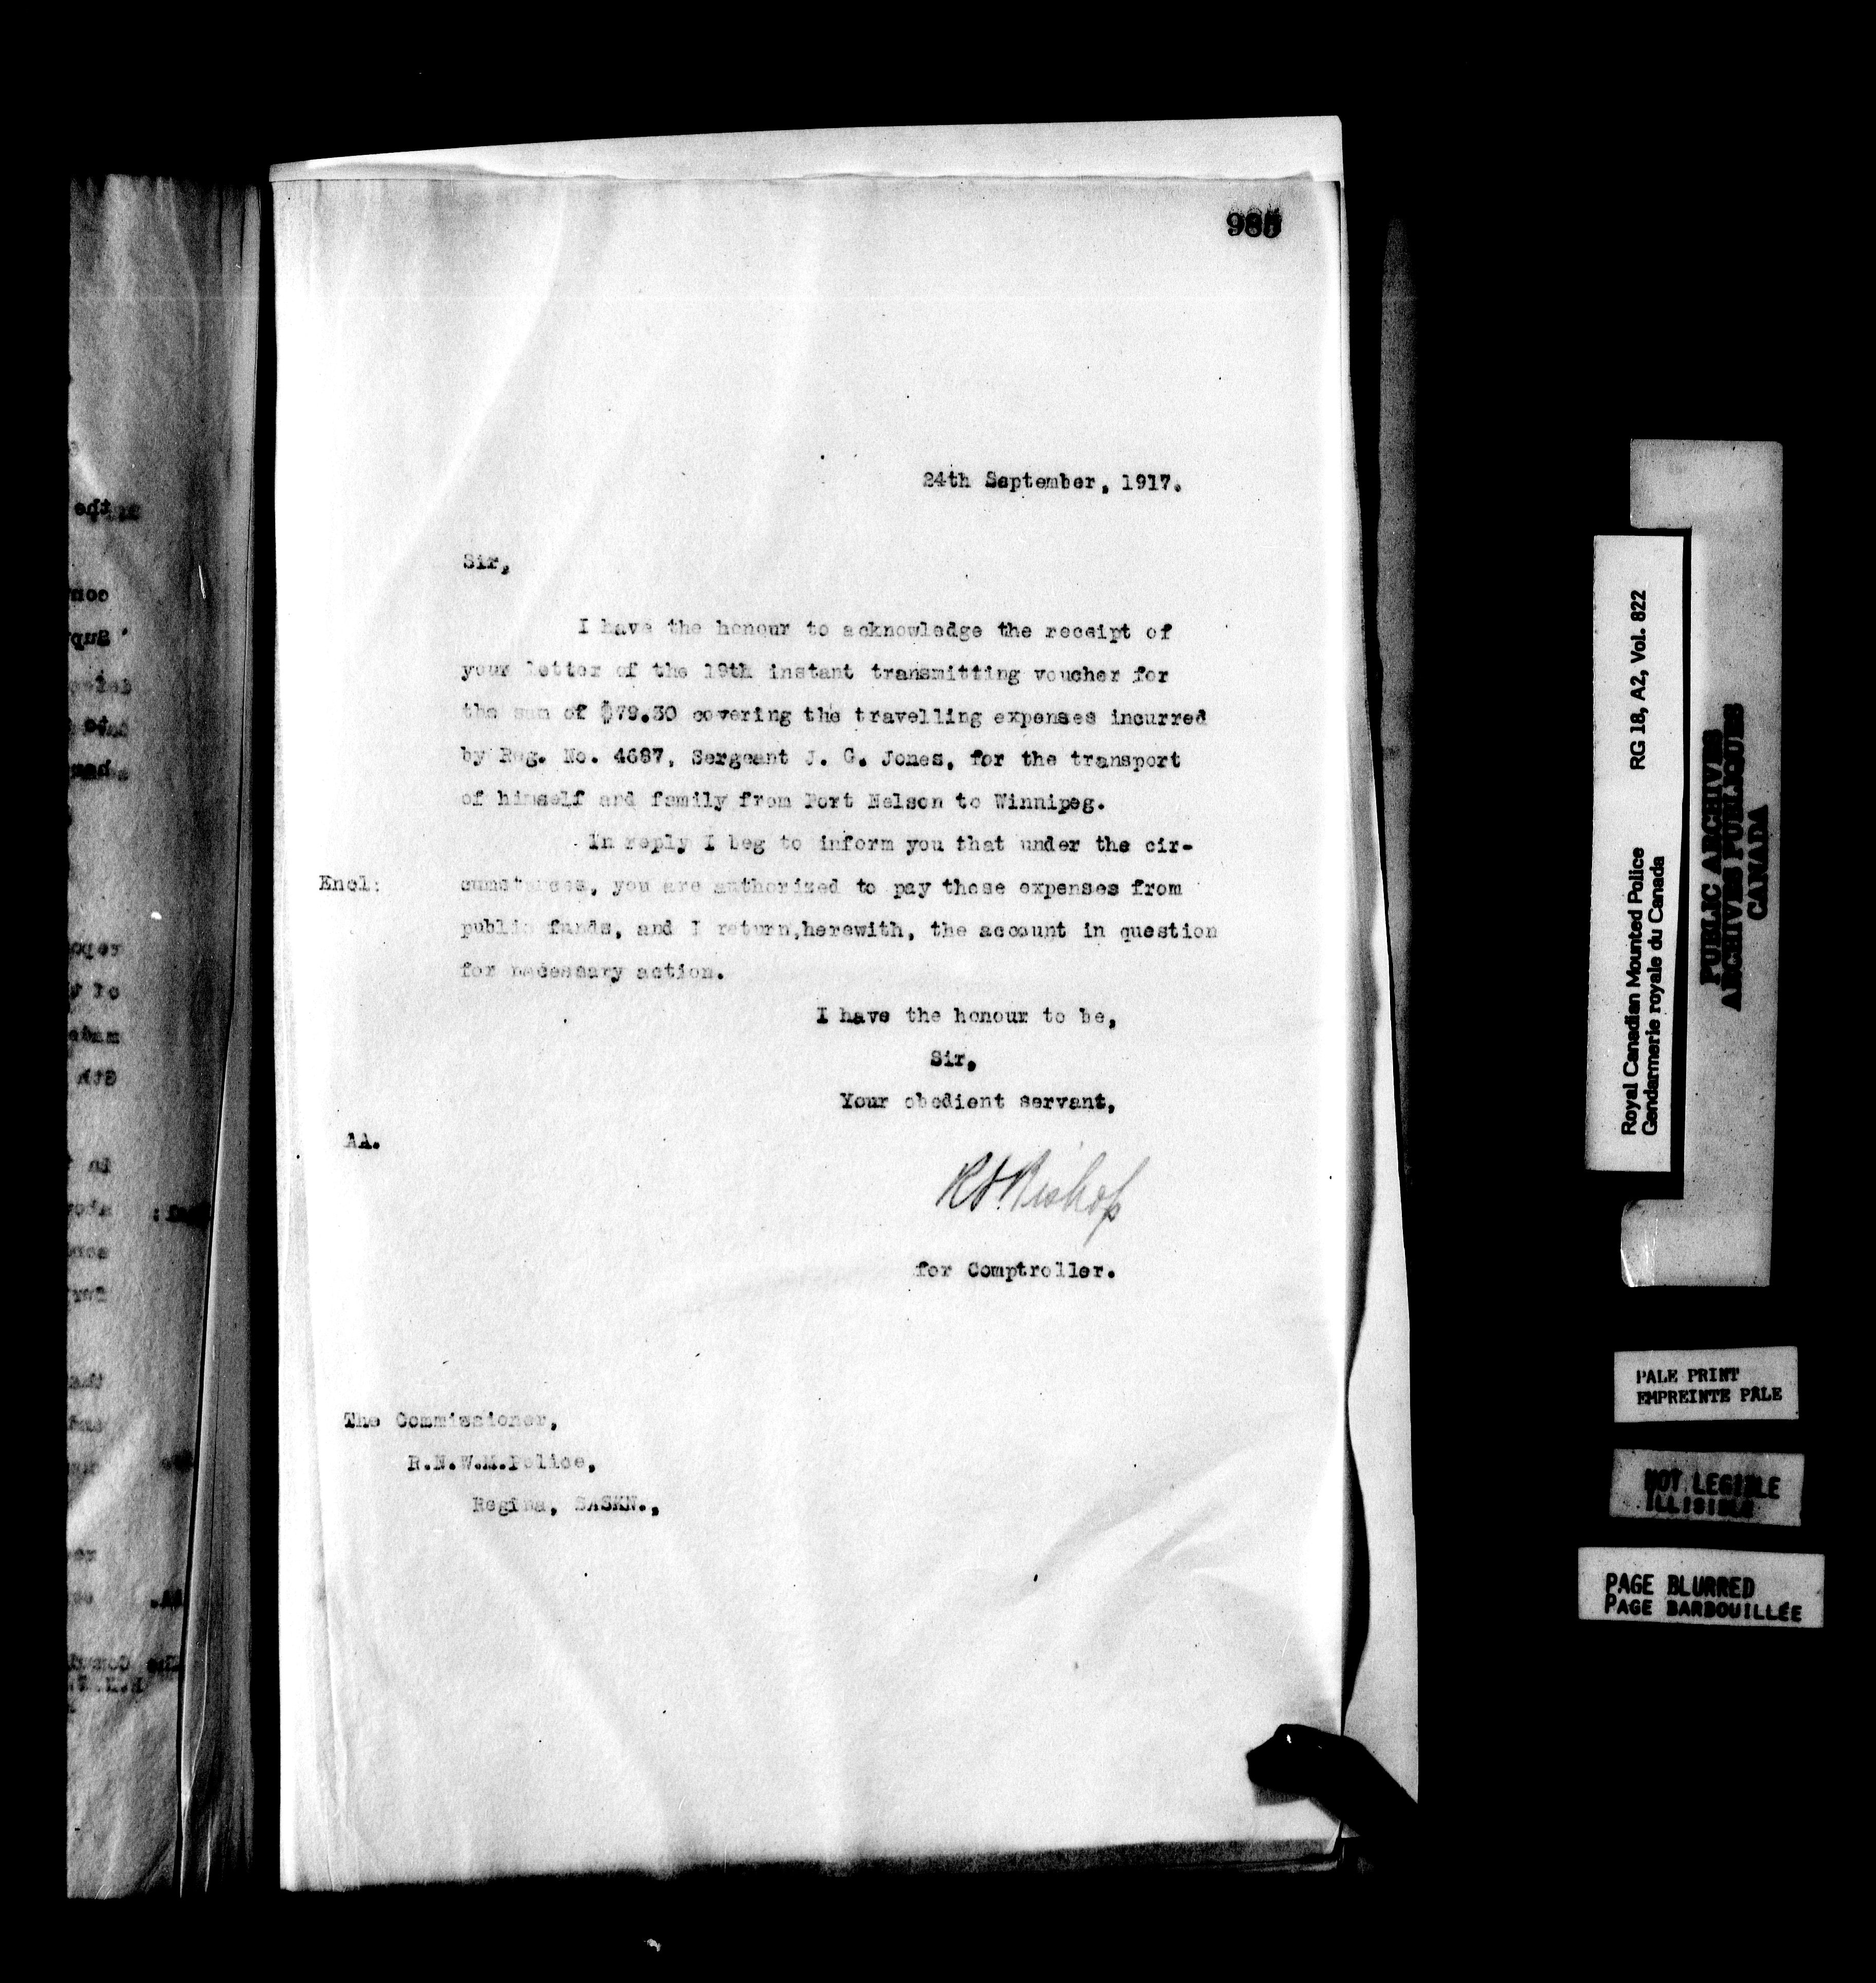 24th September, 1917.
Sir,
I have the honour to acknowledge the receipt of
your letter of the 19th instant transmitting voucher for
the sum of $79.30 covering the travelling expenses incurred
by Reg. No. 4687, Sergeant J. G. Jones, for the transport
of himself and family from Port Nelson to Winnipeg.
In reply I beg to inform you that under the cir-
Encl: cumstances, you are authorized to pay these expenses from
public funds, and I return,herewith, the account in question
for necessary action.
I have the honour to be,
Sir,
Your obedient servant,
AA.
Bishop
for Comptroller.
The Commissioner,
R.N.W.M.Police,
Regina, SASKN.,
Royal Canadian Mounted Police RG 18, A2, Vol. 822
Gendarmerie royale du Canada
PUBLIC ARCHIVES
ARCHIVES PUBLIQUES
CANADA
PALE PRINT
EMPREINTE PALE
NOT LEGIBLE
ILLISIBLE
PAGE BLURRED
PAGE BARBOUILLÉE